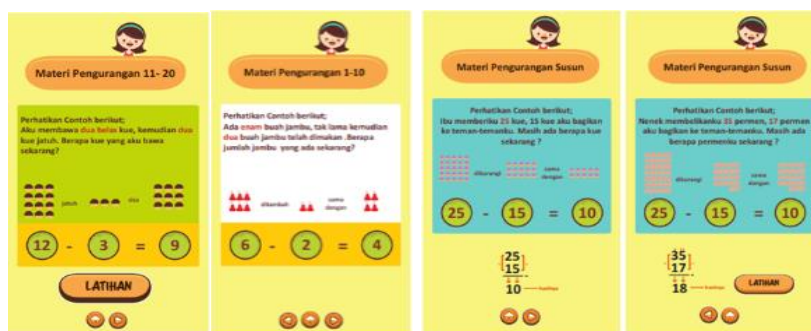 Materi Pengurangan 11- 20
Perhatikan Contoh berikut;
Aku membawa dua belas kue, kemudian dua
kue jatuh. Berapa kue yang aku bawa
sekarang?
jatuh
12 - 3 = 9
LATIHAN
Materi Pengurangan 1-10
Perhatikan Contoh berikut;
Ada enam buah jambu, tak lama kemudian
dua buah jambu telah dimakan .Berapa
jumlah jambu yang ada sekarang?
ditambah
sama
dengan
6 - 2 = 4
Materi Pengurangan Susun
Perhatikan Contoh berikut;
Ibu memberiku 25 kue, 15 kue aku bagikan
ke teman-temanku. Masih ada berapa kue
sekarang ?
dikurangi
sama
dengan
25 - 15 = 10
25
15
-
10
Materi Pengurangan Susun
Perhatikan Contoh berikut;
Nenek membelikanku 35 permen, 17 permen
aku bagikan ke teman-temanku. Masih ada
berapa permenku sekarang ?
dikurangi
sama
dengan
25 - 15 = 10
35
17
-
18
LATIHAN